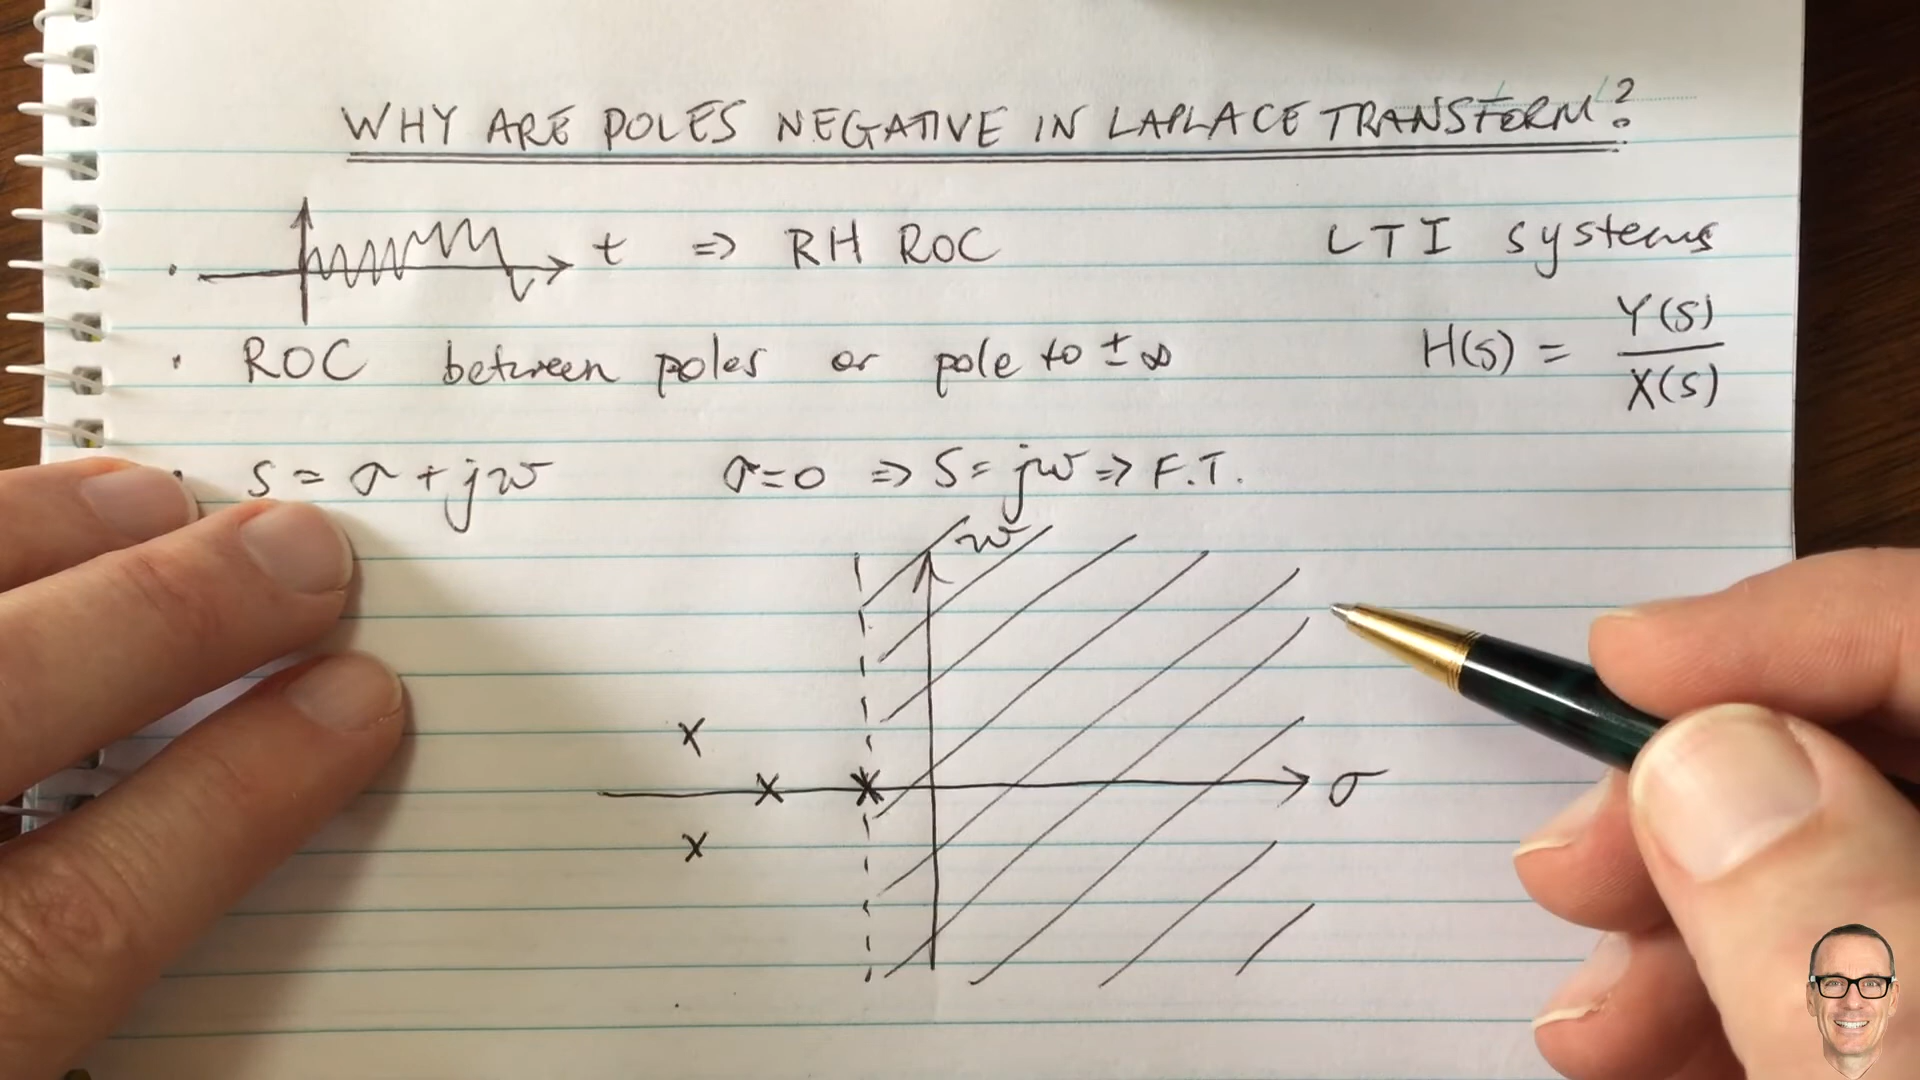 WHY ARE POLES NEGATIVE IN LAPLACE TRANSFORM?
t ⇒ RH ROC
LTI systems
• ROC between poles or pole to ±∞
H(s) = Y(s) / X(s)
s = σ + jω    σ=0 ⇒ s = jω ⇒ F.T.
ω
σ